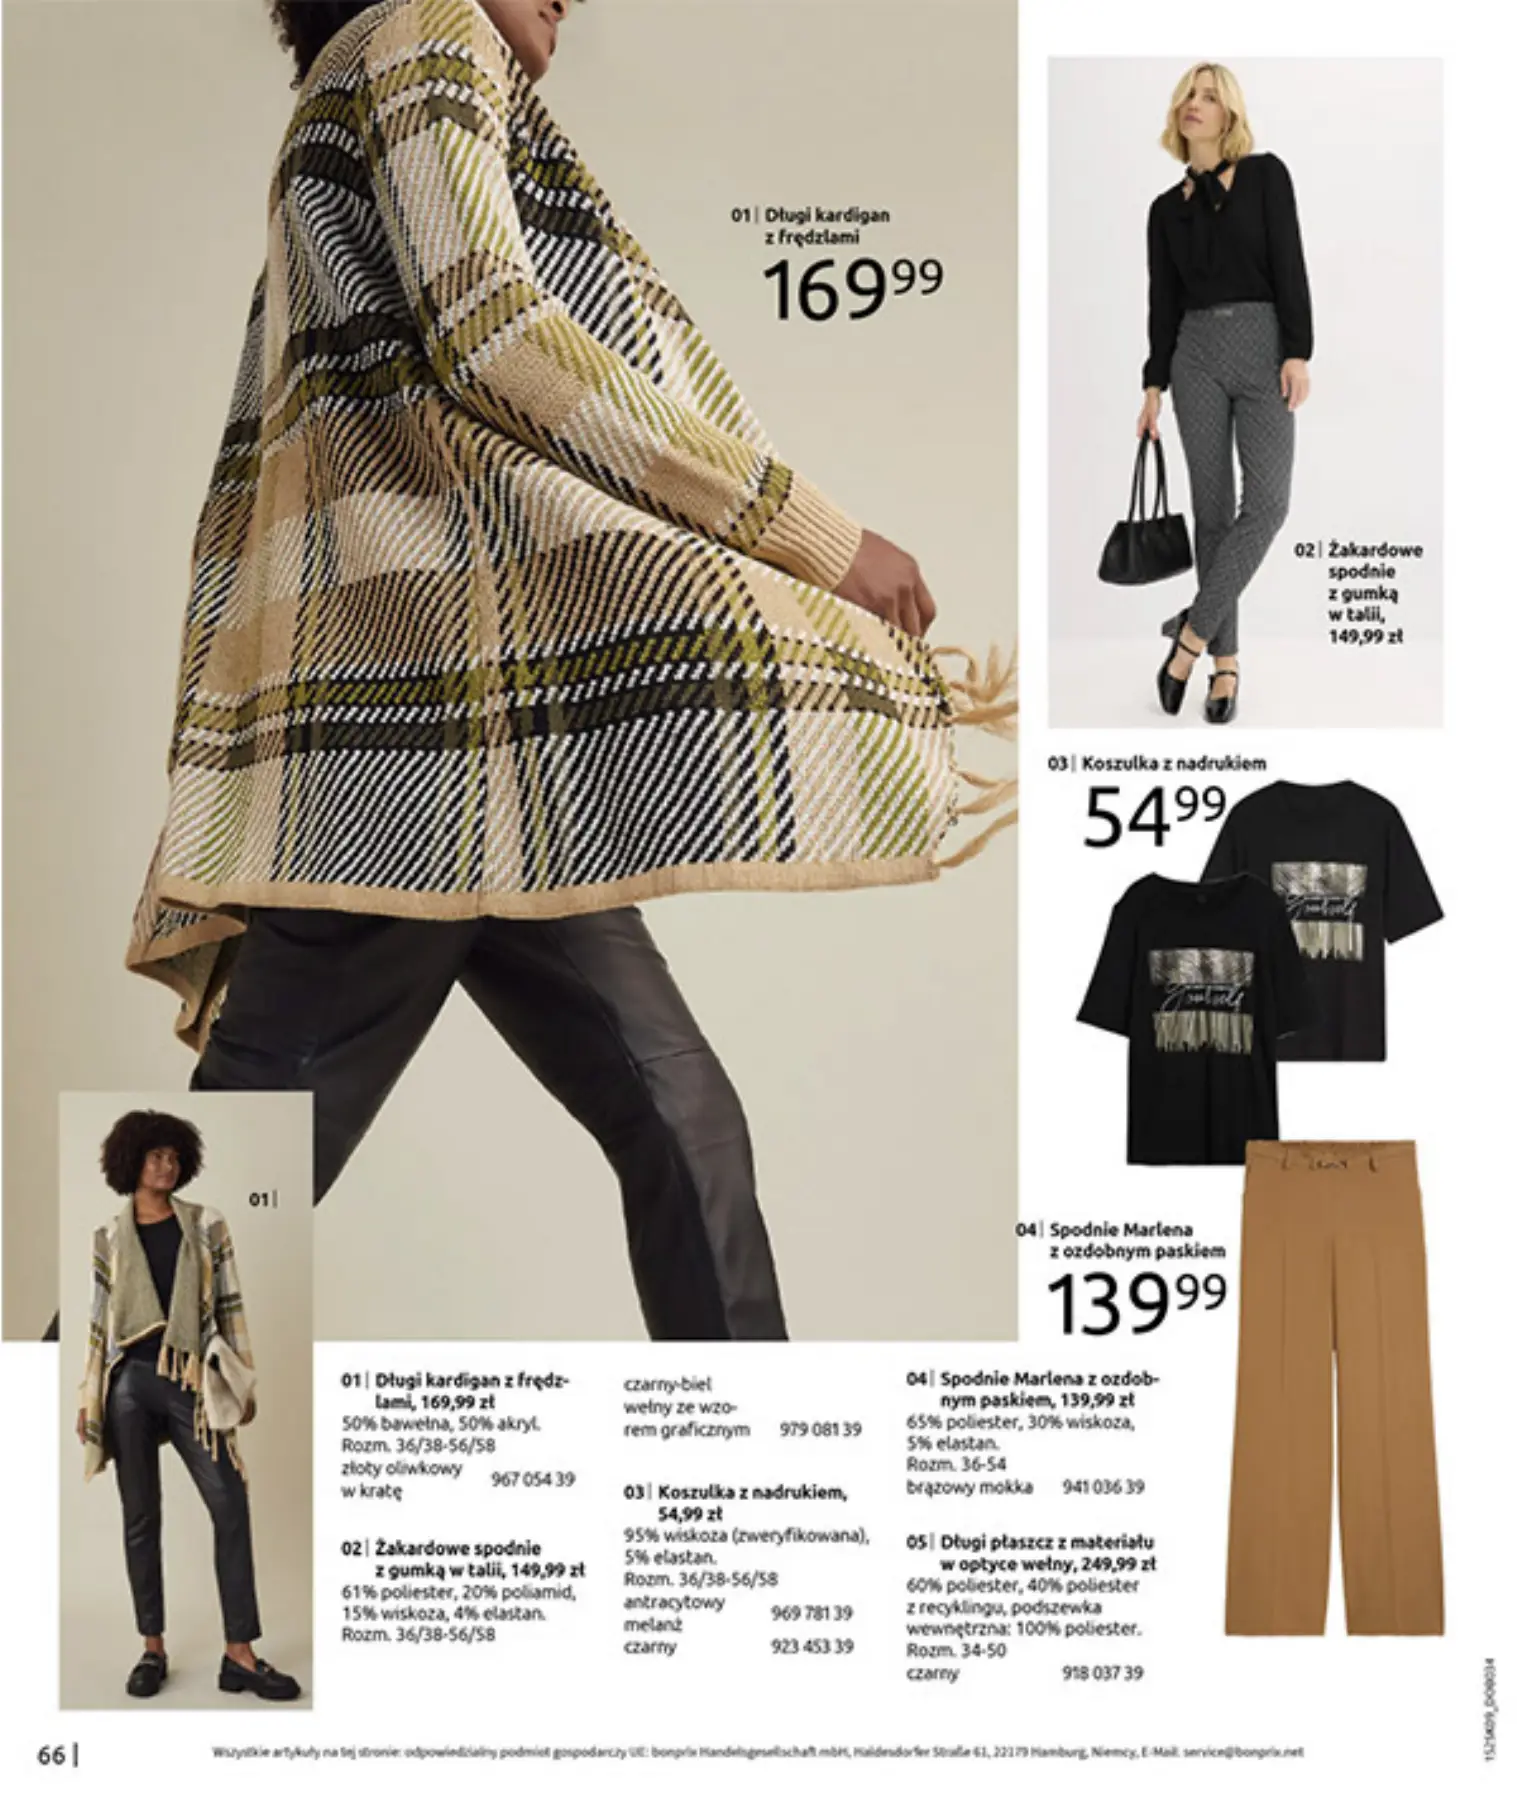 01| Długi kardigan
z frędzlami
169 99
02| Żakardowe
spodnie
z gumką
w talii,
149,99 zł
03| Koszulka z nadrukiem
54 99
Yourself
Yourself
04| Spodnie Marlena
z ozdobnym paskiem
139 99
01|
01| Długi kardigan z frędz-
lami, 169,99 zł
50% bawełna, 50% akryl.
Rozm. 36/38-56/58
złoty oliwkowy
w kratę 967 054 39
02| Żakardowe spodnie
z gumką w talii, 149,99 zł
61% poliester, 20% poliamid,
15% wiskoza, 4% elastan.
Rozm. 36/38-56/58
czarny-biel
wełny ze wzo-
rem graficznym 979 081 39
03| Koszulka z nadrukiem,
54,99 zł
95% wiskoza (zweryfikowana),
5% elastan.
Rozm. 36/38-56/58
antracytowy
melanż 969 781 39
czarny 923 453 39
04| Spodnie Marlena z ozdob-
nym paskiem, 139,99 zł
65% poliester, 30% wiskoza,
5% elastan.
Rozm. 36-54
brązowy mokka 941 036 39
05| Długi płaszcz z materiału
w optyce wełny, 249,99 zł
60% poliester, 40% poliester
z recyklingu, podszewka
wewnętrzna: 100% poliester.
Rozm. 34-50
czarny 918 037 39
66| Wszystkie artykuły na tej stronie: odpowiedzialny podmiot gospodarczy UE: bonprix Handelsgesellschaft mbH, Haldesdorfer Straße 61, 22179 Hamburg, Niemcy, E-Mail: service@bonprix.net
1525K09_DOB034